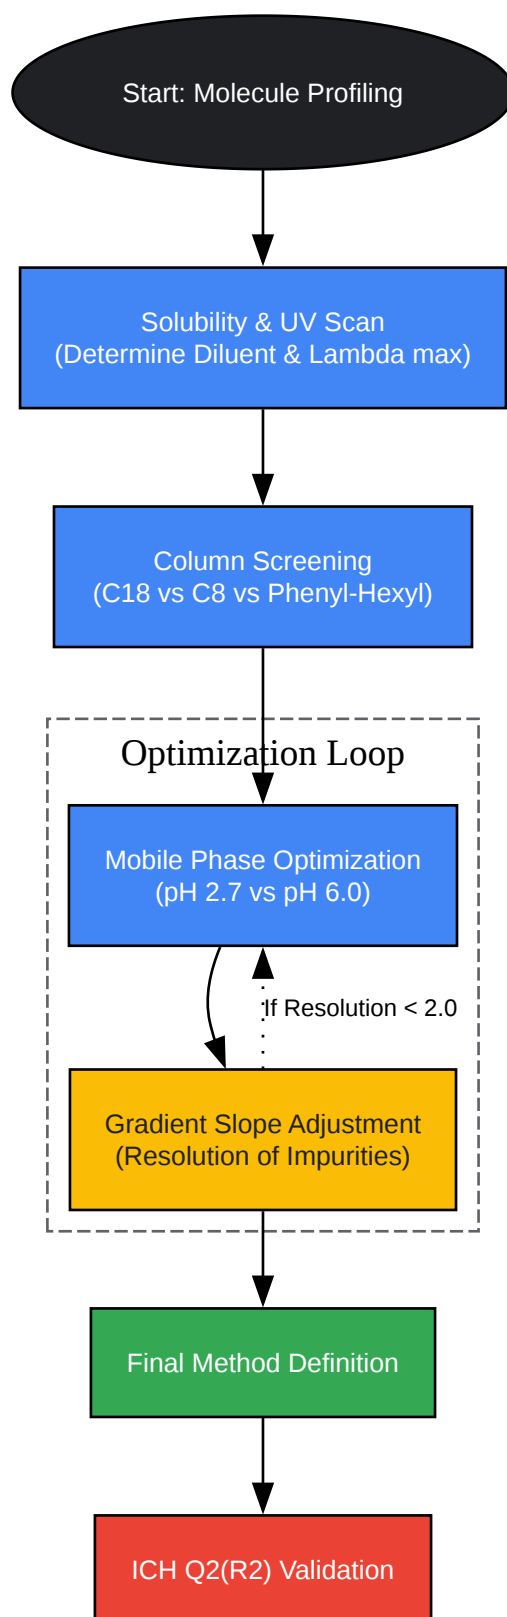 Start: Molecule Profiling
Solubility & UV Scan
(Determine Diluent & Lambda max)
Column Screening
(C18 vs C8 vs Phenyl-Hexyl)
Optimization Loop
Mobile Phase Optimization
(pH 2.7 vs pH 6.0)
If Resolution < 2.0
Gradient Slope Adjustment
(Resolution of Impurities)
Final Method Definition
ICH Q2(R2) Validation